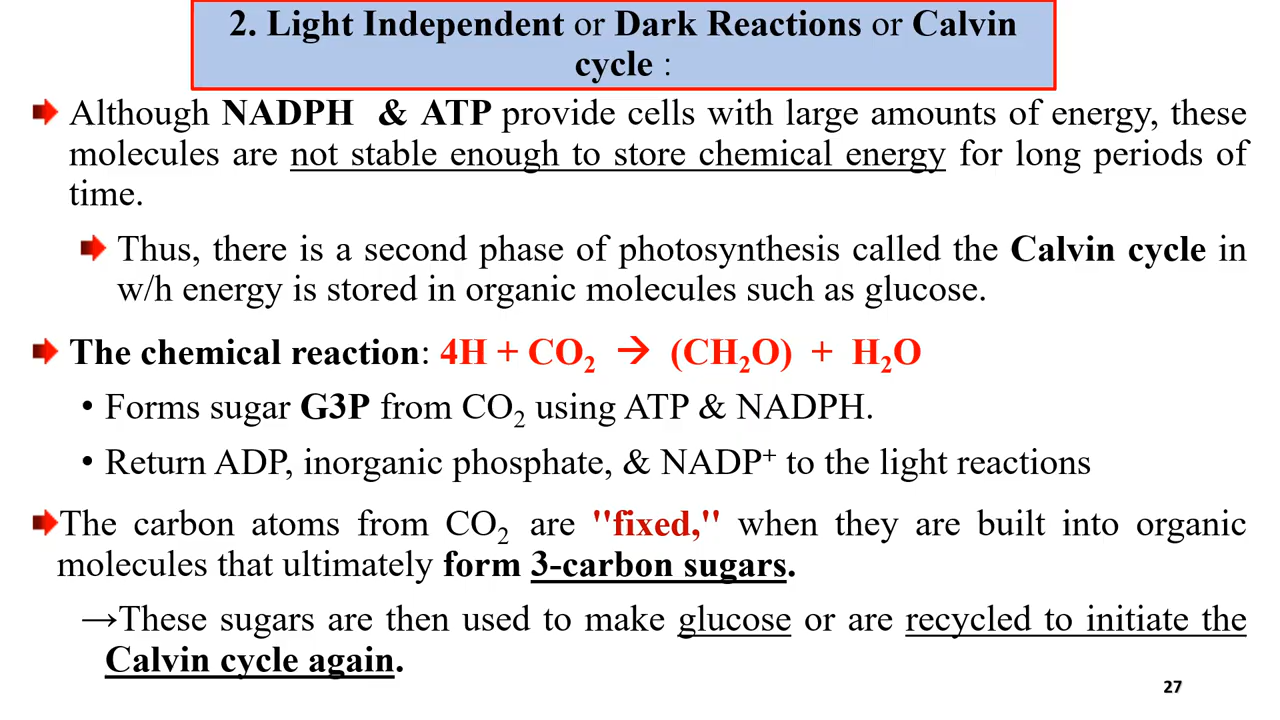 2. Light Independent or Dark Reactions or Calvin
cycle :
Although NADPH & ATP provide cells with large amounts of energy, these
molecules are not stable enough to store chemical energy for long periods of
time.
Thus, there is a second phase of photosynthesis called the Calvin cycle in
w/h energy is stored in organic molecules such as glucose.
The chemical reaction: 4H + CO₂ → (CH₂O) + H₂O
• Forms sugar G3P from CO₂ using ATP & NADPH.
• Return ADP, inorganic phosphate, & NADP⁺ to the light reactions
The carbon atoms from CO₂ are "fixed," when they are built into organic
molecules that ultimately form 3-carbon sugars.
→These sugars are then used to make glucose or are recycled to initiate the
Calvin cycle again.
27